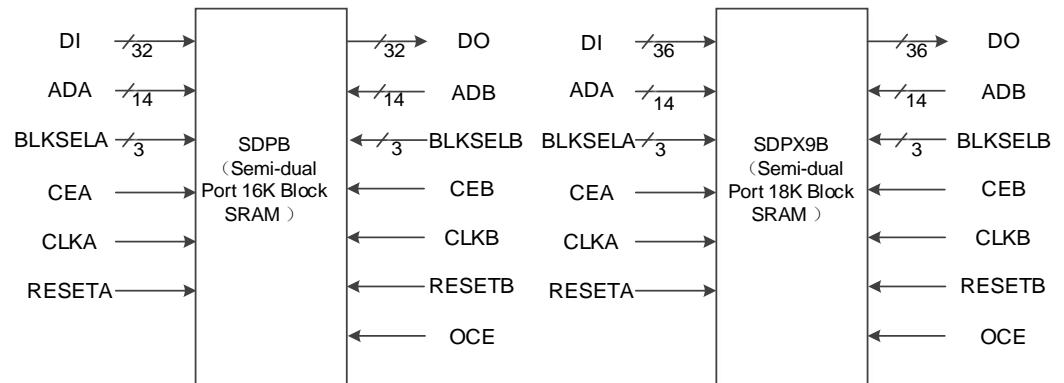 DI 32 32 DO DI 36 36 DO
ADA 14 14 ADB ADA 14 14 ADB
BLKSELA 3 3 BLKSELB BLKSELA 3 3 BLKSELB
SDPB
（Semi-dual
Port 16K Block
SRAM ）
SDPX9B
（Semi-dual
Port 18K Block
SRAM ）
CEA CEB CEA CEB
CLKA CLKB CLKA CLKB
RESETA RESETB RESETA RESETB
OCE OCE